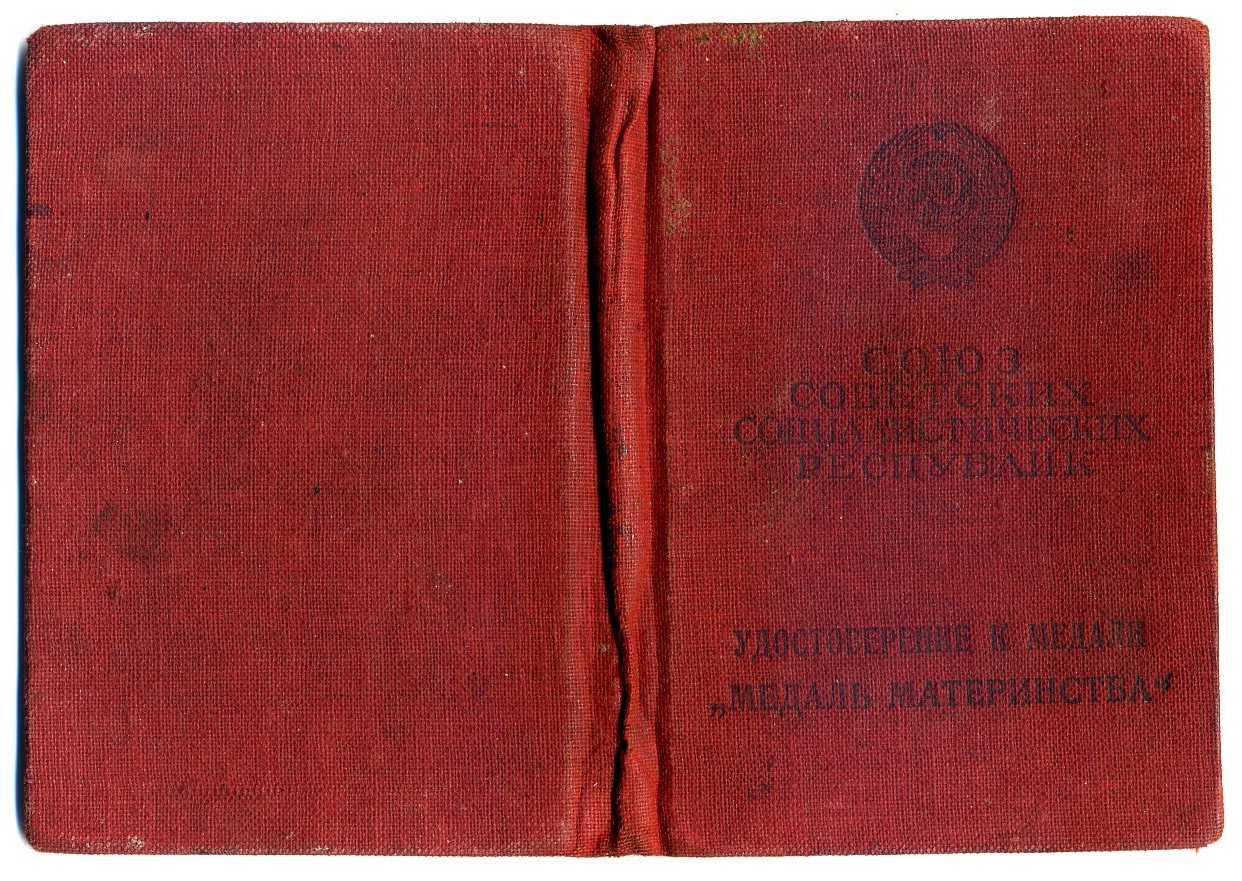 СОЮЗ
СОВЕТСКИХ
СОЦИАЛИСТИЧЕСКИХ
РЕСПУБЛИК
УДОСТОВЕРЕНИЕ К МЕДАЛИ
„МЕДАЛЬ МАТЕРИНСТВА“